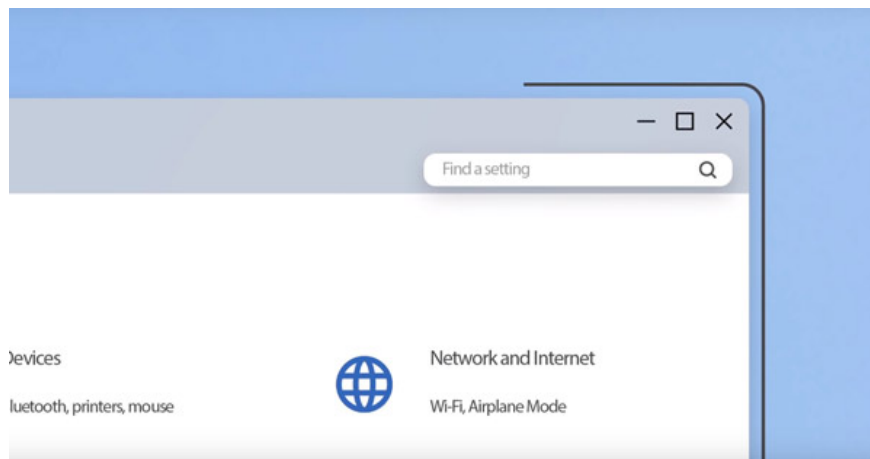 Find a setting
Devices
Network and Internet
luetooth, printers, mouse
Wi-Fi, Airplane Mode